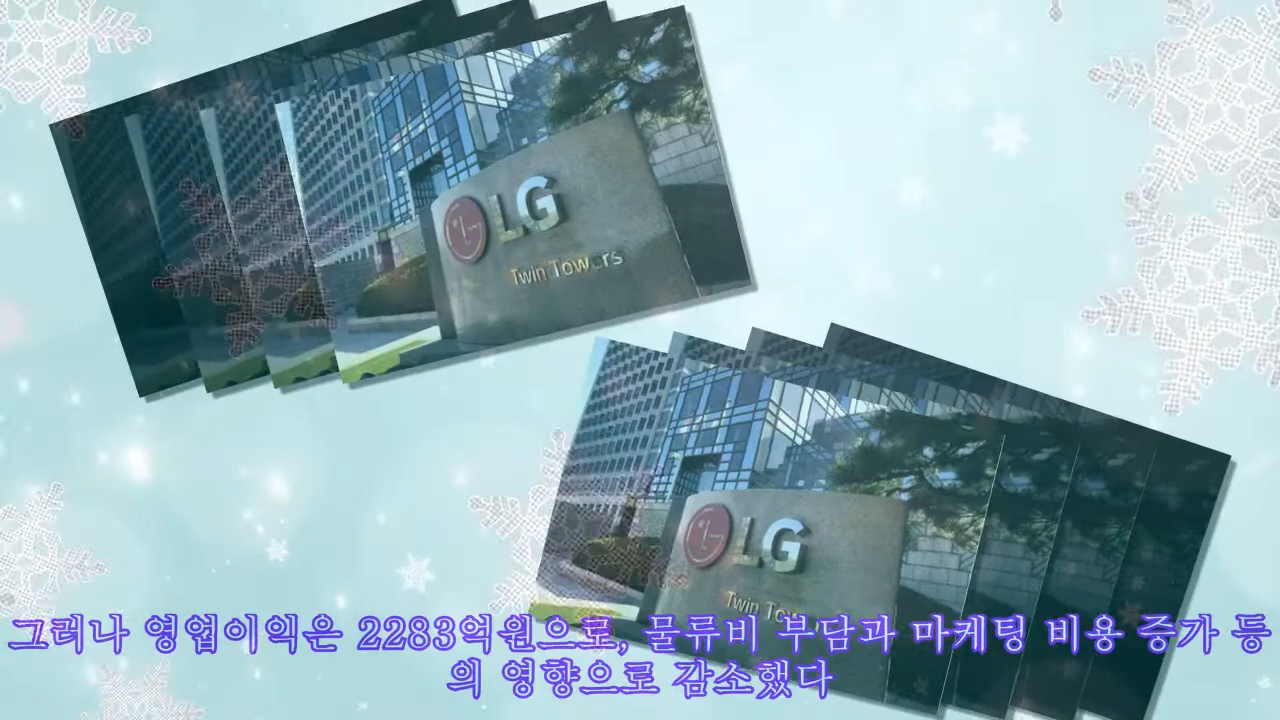 LG
Twin Towers
LG
그러나 영업이익은 2283억원으로, 물류비 부담과 마케팅 비용 증가 등
의 영향으로 감소했다